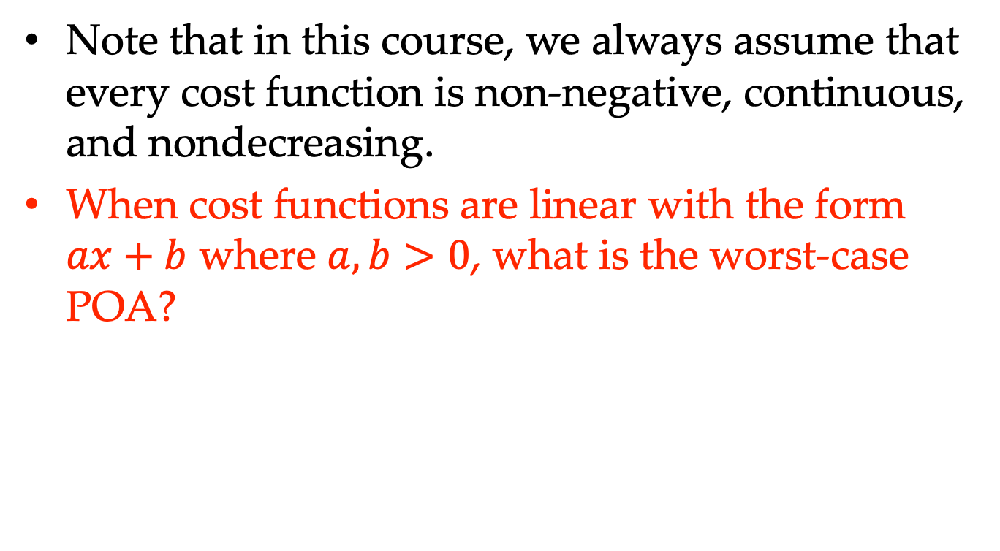 • Note that in this course, we always assume that
every cost function is non-negative, continuous,
and nondecreasing.
• When cost functions are linear with the form
𝑎𝑥 + 𝑏 where 𝑎, 𝑏 > 0, what is the worst-case
POA?